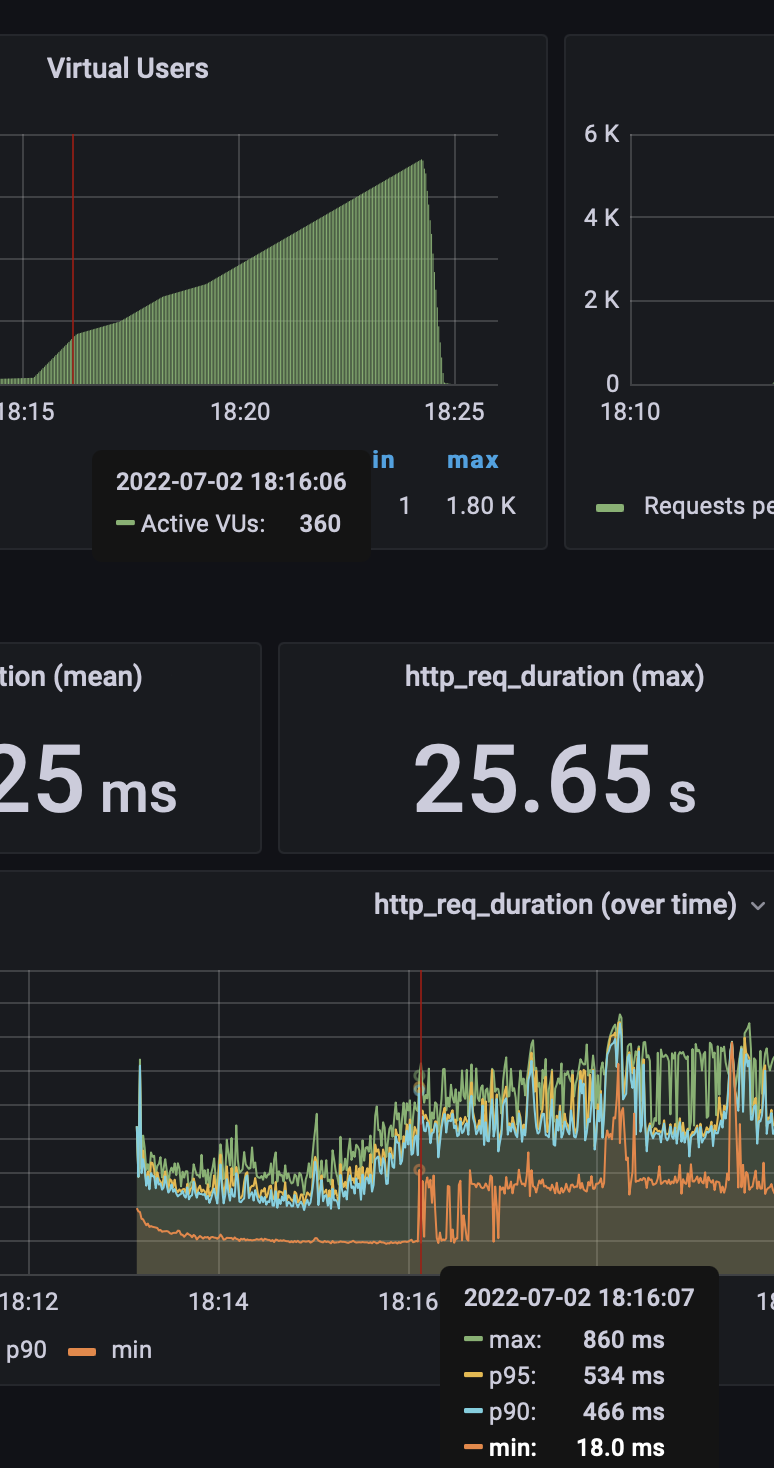 Virtual Users
6 K
4 K
2 K
0
18:15 18:20 18:25
18:10
in max
2022-07-02 18:16:06
Active VUs: 360
1 1.80 K
Requests pe
tion (mean)
25 ms
http_req_duration (max)
25.65 s
http_req_duration (over time)
18:12 18:14 18:16 18
2022-07-02 18:16:07
p90 min
max: 860 ms
p95: 534 ms
p90: 466 ms
min: 18.0 ms